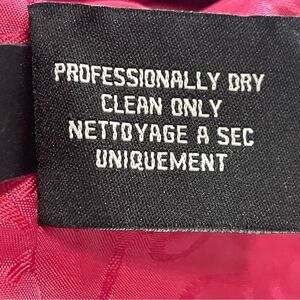 PROFESSIONALLY DRY
CLEAN ONLY
NETTOYAGE A SEC
UNIQUEMENT